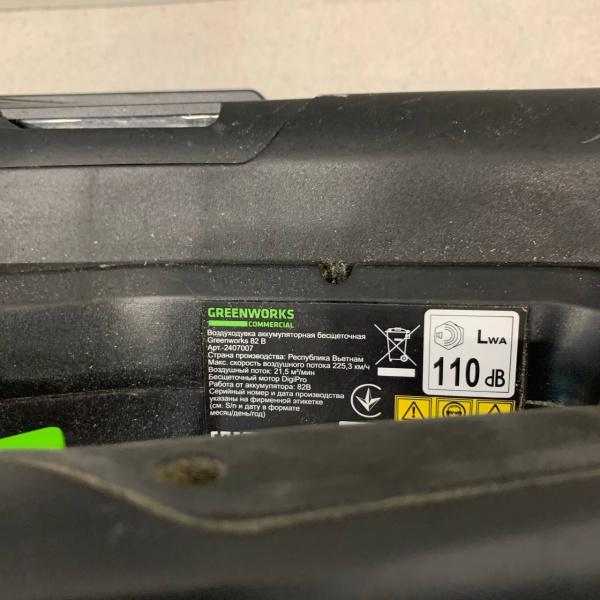 GREENWORKS
COMMERCIAL
Воздуходувка аккумуляторная бесщеточная
Greenworks 82 В
Арт.-2407007
Страна производства: Республика Вьетнам
Макс. скорость воздушного потока 225,3 км/ч
Воздушный поток: 21,5 м³/мин
Бесщеточный мотор DigiPro
Работа от аккумулятора: 82В
Серийный номер и дата производства
указаны на фирменной этикетке
(см. S/n и дату в формате
месяц/день/год)
LWA
110 dB